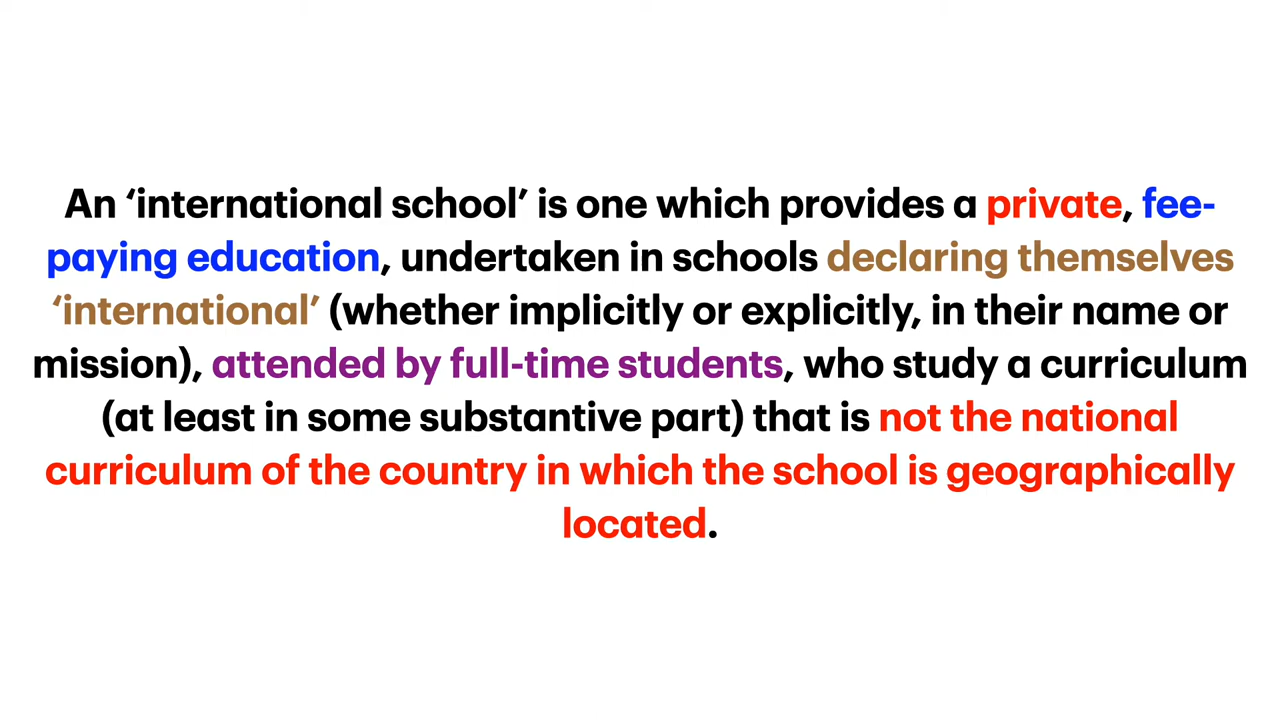 An ‘international school’ is one which provides a private, fee-
paying education, undertaken in schools declaring themselves
‘international’ (whether implicitly or explicitly, in their name or
mission), attended by full-time students, who study a curriculum
(at least in some substantive part) that is not the national
curriculum of the country in which the school is geographically
located.